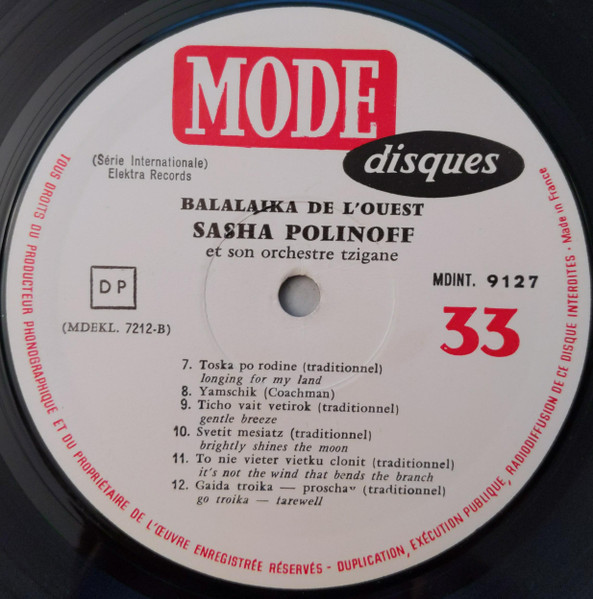 MODE
disques
(Série Internationale)
Elektra Records
BALALAIKA DE L'OUEST
SASHA POLINOFF
et son orchestre tzigane
DP
MDINT. 9127
(MDEKL. 7212-B)
33
7. Toska po rodine (traditionnel)
longing for my land
8. Yamschik (Coachman)
9. Ticho vait vetirok (traditionnel)
gentle breeze
10. Svetit mesiatz (traditionnel)
brightly shines the moon
11. To nie vieter vietku clonit (traditionnel)
it's not the wind that bends the branch
12. Gaida troika — proschav (traditionnel)
go troika — tarewell
TOUS DROITS DU PRODUCTEUR PHONOGRAPHIQUE ET DU PROPRIÉTAIRE DE L'ŒUVRE ENREGISTRÉE RÉSERVÉS - DUPLICATION, EXÉCUTION PUBLIQUE, RADIODIFFUSION DE CE DISQUE INTERDITES - Made in France